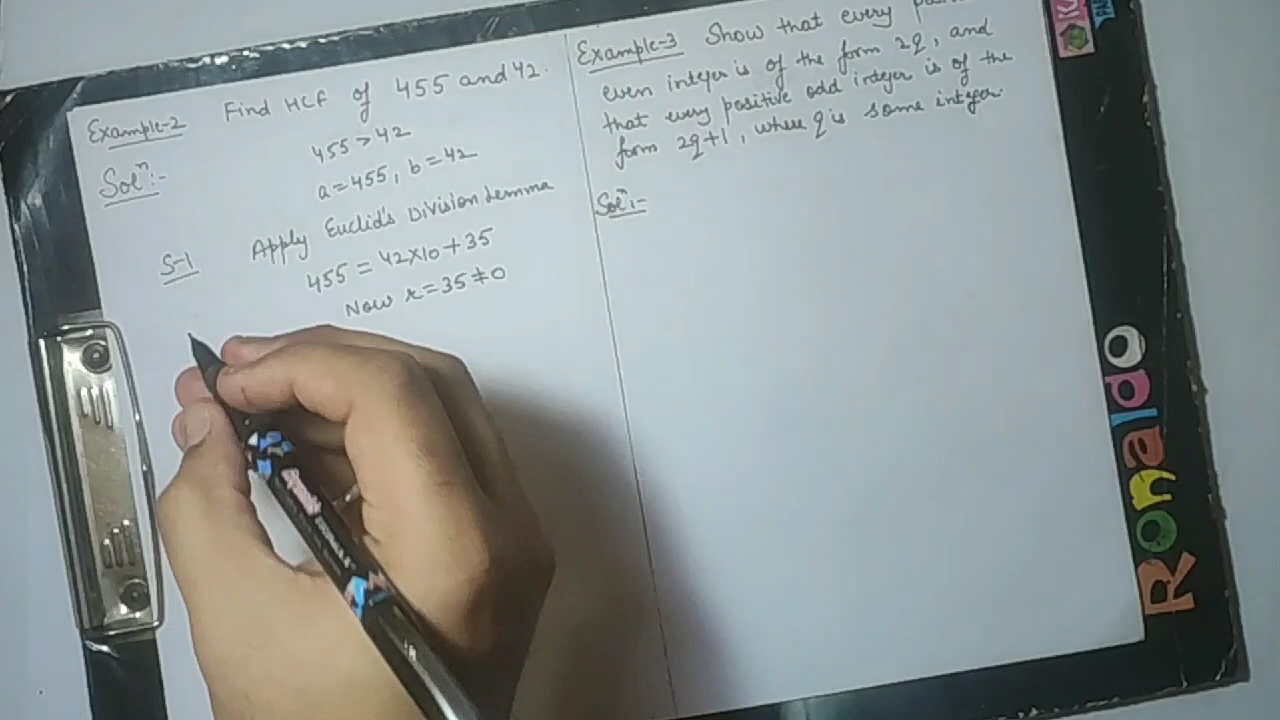 Example-2 Find HCF of 455 and 42.
Solⁿ:-
455 > 42
a = 455, b = 42
S-1 Apply Euclid's Division Lemma
455 = 42×10 + 35
Now r = 35 ≠ 0
Example-3 Show that every
even integer is of the form 2q, and
that every positive odd integer is of the
form 2q+1, where q is some integer.
Solⁿ:-
Ronaldo